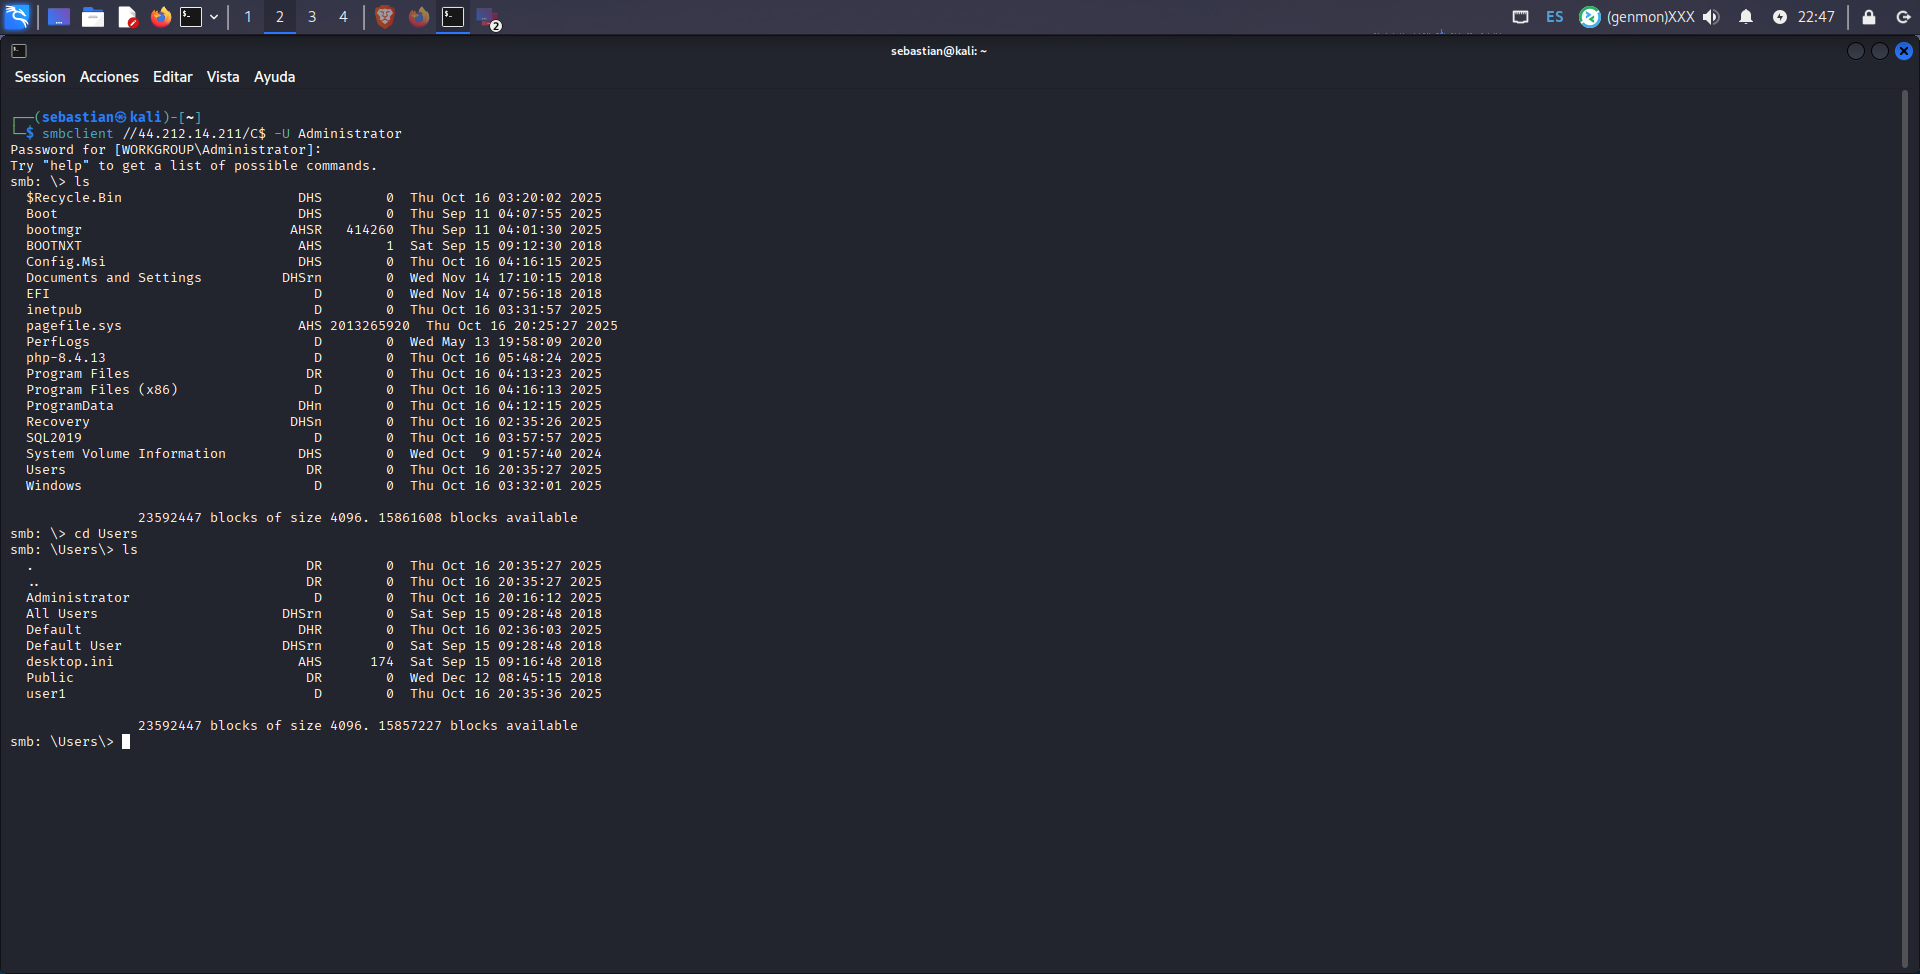 1 2 3 4 2 ES (genmon)XXX 22:47
sebastian@kali: ~
Session Acciones Editar Vista Ayuda
┌──(sebastian㉿kali)-[~]
└─$ smbclient //44.212.14.211/C$ -U Administrator
Password for [WORKGROUP\Administrator]:
Try "help" to get a list of possible commands.
smb: \> ls
$Recycle.Bin DHS 0 Thu Oct 16 03:20:02 2025
Boot DHS 0 Thu Sep 11 04:07:55 2025
bootmgr AHSR 414260 Thu Sep 11 04:01:30 2025
BOOTNXT AHS 1 Sat Sep 15 09:12:30 2018
Config.Msi DHS 0 Thu Oct 16 04:16:15 2025
Documents and Settings DHSrn 0 Wed Nov 14 17:10:15 2018
EFI D 0 Wed Nov 14 07:56:18 2018
inetpub D 0 Thu Oct 16 03:31:57 2025
pagefile.sys AHS 2013265920 Thu Oct 16 20:25:27 2025
PerfLogs D 0 Wed May 13 19:58:09 2020
php-8.4.13 D 0 Thu Oct 16 05:48:24 2025
Program Files DR 0 Thu Oct 16 04:13:23 2025
Program Files (x86) D 0 Thu Oct 16 04:16:13 2025
ProgramData DHn 0 Thu Oct 16 04:12:15 2025
Recovery DHSn 0 Thu Oct 16 02:35:26 2025
SQL2019 D 0 Thu Oct 16 03:57:57 2025
System Volume Information DHS 0 Wed Oct 9 01:57:40 2024
Users DR 0 Thu Oct 16 20:35:27 2025
Windows D 0 Thu Oct 16 03:32:01 2025
23592447 blocks of size 4096. 15861608 blocks available
smb: \> cd Users
smb: \Users\> ls
. DR 0 Thu Oct 16 20:35:27 2025
.. DR 0 Thu Oct 16 20:35:27 2025
Administrator D 0 Thu Oct 16 20:16:12 2025
All Users DHSrn 0 Sat Sep 15 09:28:48 2018
Default DHR 0 Thu Oct 16 02:36:03 2025
Default User DHSrn 0 Sat Sep 15 09:28:48 2018
desktop.ini AHS 174 Sat Sep 15 09:16:48 2018
Public DR 0 Wed Dec 12 08:45:15 2018
user1 D 0 Thu Oct 16 20:35:36 2025
23592447 blocks of size 4096. 15857227 blocks available
smb: \Users\>